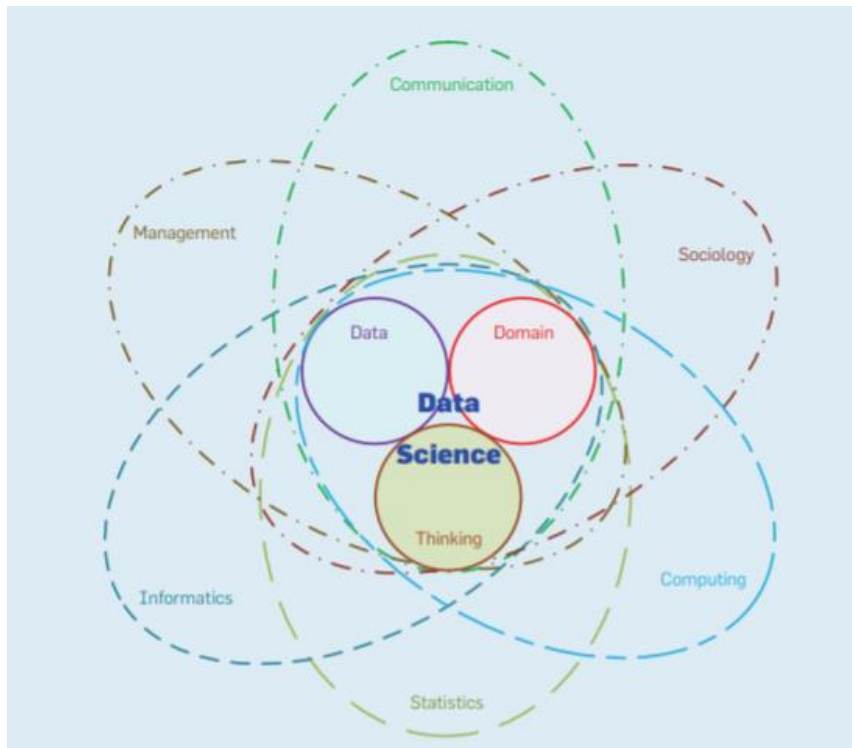 Communication
Management
Sociology
Data
Domain
Data
Science
Thinking
Computing
Informatics
Statistics